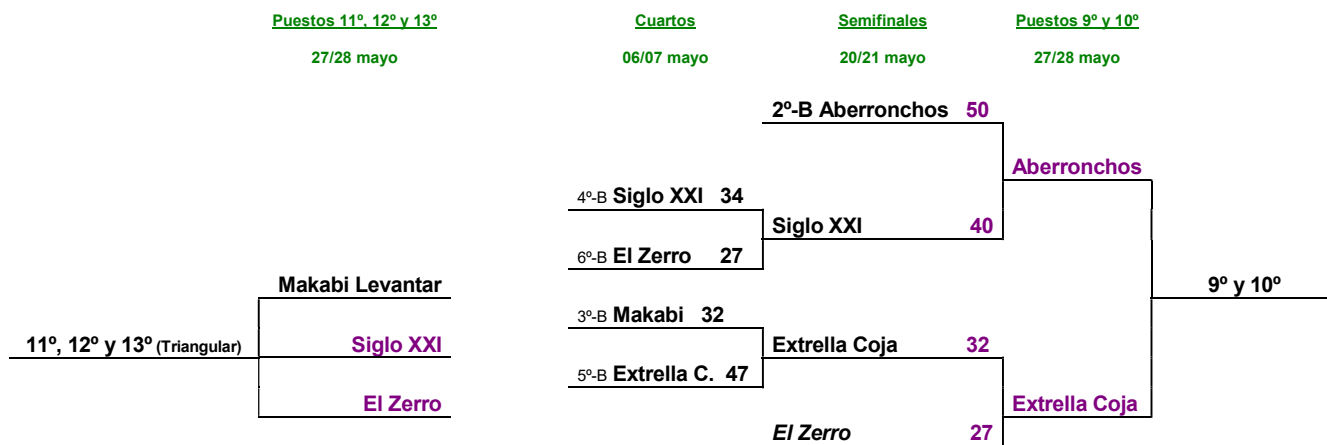 Puestos 11º, 12º y 13º Cuartos Semifinales Puestos 9º y 10º
27/28 mayo 06/07 mayo 20/21 mayo 27/28 mayo
2º-B Aberronchos 50
Aberronchos
4º-B Siglo XXI 34
Siglo XXI 40
6º-B El Zerro 27
Makabi Levantar 9º y 10º
3º-B Makabi 32
11º, 12º y 13º (Triangular) Siglo XXI Extrella Coja 32
5º-B Extrella C. 47
El Zerro Extrella Coja
El Zerro 27